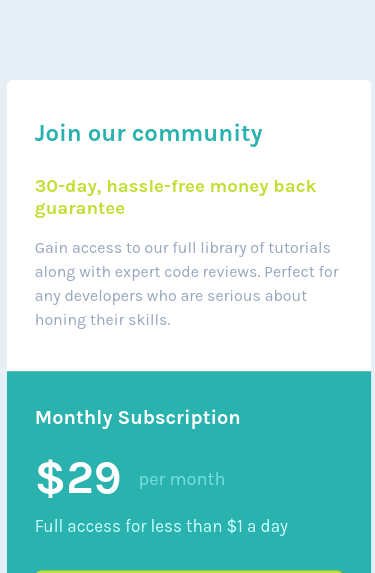 Join our community
30-day, hassle-free money back
guarantee
Gain access to our full library of tutorials
along with expert code reviews. Perfect for
any developers who are serious about
honing their skills.
Monthly Subscription
$29 per month
Full access for less than $1 a day